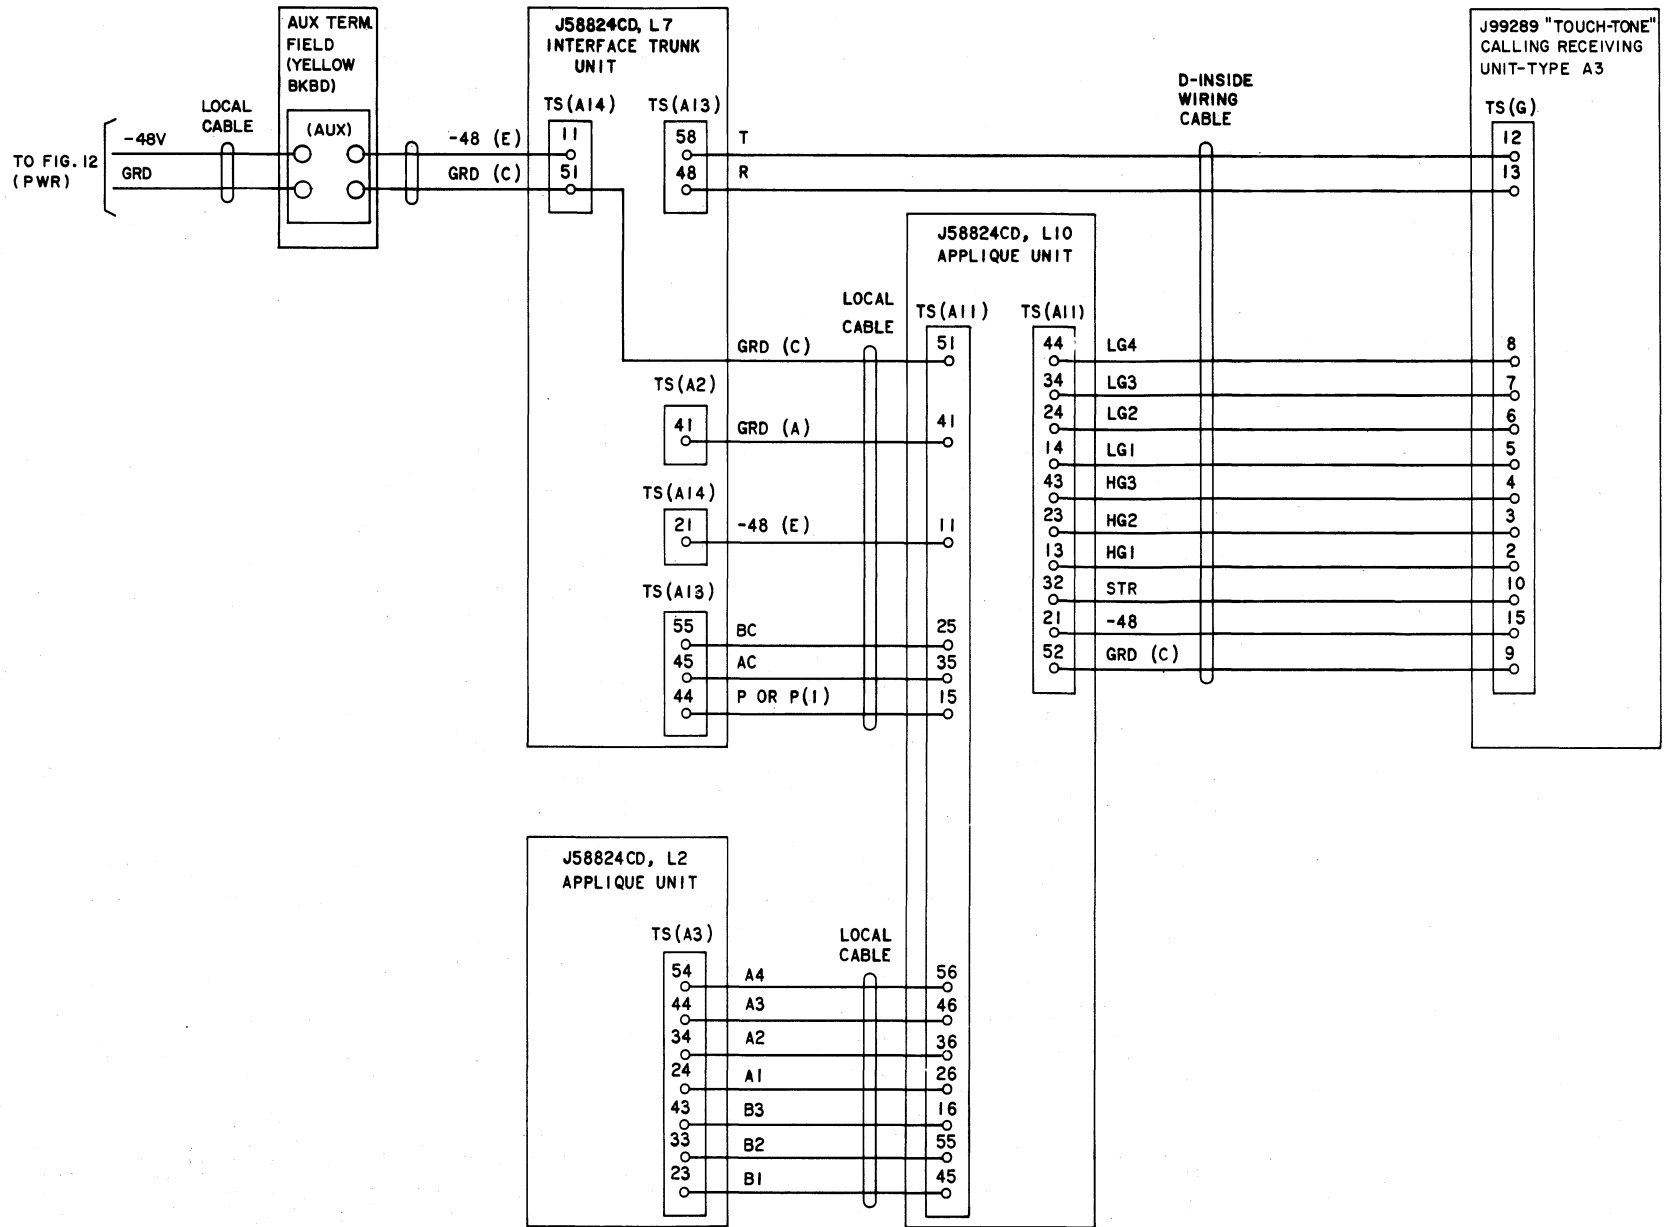 AUX TERM.
FIELD
(YELLOW
BKBD)
(AUX)
LOCAL
CABLE
TO FIG. 12
(PWR)
-48V
GRD
-48 (E)
GRD (C)
J58824CD, L7
INTERFACE TRUNK
UNIT
TS(A14)
11
51
TS(A13)
58
48
T
R
D-INSIDE
WIRING
CABLE
J99289 "TOUCH-TONE"
CALLING RECEIVING
UNIT-TYPE A3
TS(G)
12
13
J58824CD, L10
APPLIQUE UNIT
LOCAL
CABLE
TS(A11)
TS(A11)
GRD (C)
51
TS(A2)
41
GRD (A)
41
TS(A14)
21
-48 (E)
11
TS(A13)
55
BC
25
45
AC
35
44
P OR P(1)
15
44
LG4
8
34
LG3
7
24
LG2
6
14
LG1
5
43
HG3
4
23
HG2
3
13
HG1
2
32
STR
10
21
-48
15
52
GRD (C)
9
J58824CD, L2
APPLIQUE UNIT
TS(A3)
LOCAL
CABLE
54
A4
56
44
A3
46
34
A2
36
24
A1
26
43
B3
16
33
B2
55
23
B1
45